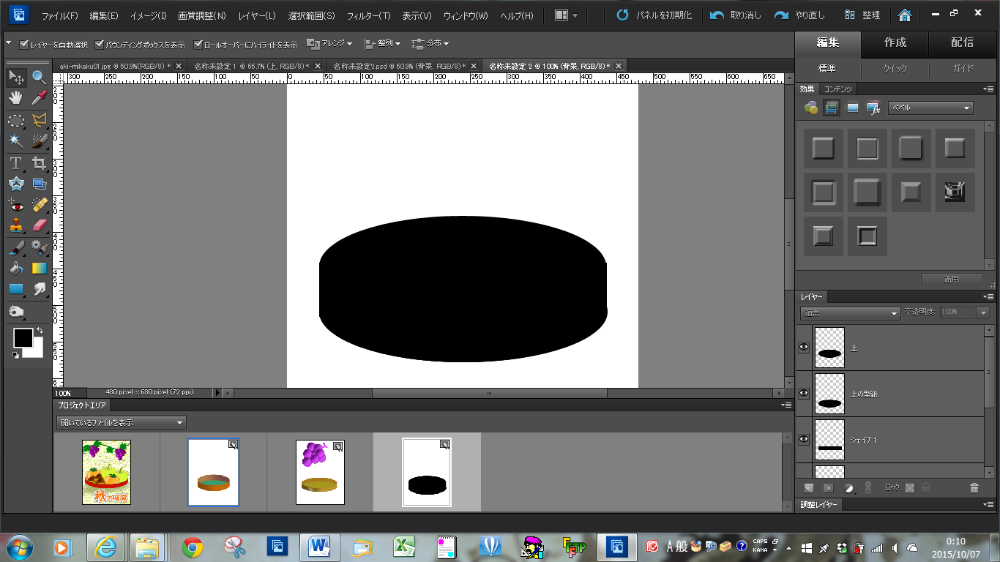 ファイル(F) 編集(E) イメージ(I) 画質調整(N) レイヤー(L) 選択範囲(S) フィルター(T) 表示(V) ウィンドウ(W) ヘルプ(H) パネルを初期化 取り消し やり直し 整理
レイヤーを自動選択 バウンディングボックスを表示 ロールオーバーにハイライトを表示 アレンジ 整列 分布
編集 作成 配信
標準 クイック ガイド
aki-mikaku01.jpg @ 60.9%(RGB/8) * 名称未設定 1 @ 66.7% (上, RGB/8) * 名称未設定2.psd @ 60.9% (背景, RGB/8) * 名称未設定 2 @ 100% (背景, RGB/8) *
300 250 200 150 100 50 0 50 100 150 200 250 300 350 400 450 500 550 600 650
200
250
300
350
400
450
500
550
効果 コンテンツ
ベベル
適用
レイヤー
通常 不透明度: 100%
上
上の型紙
シェイプ 1
ロック:
調整レイヤー
100% 480 pixel x 680 pixel (72 ppi)
プロジェクトエリア
開いているファイルを表示
秋の味覚
A 般 CAPS KANA
0:10
2015/10/07